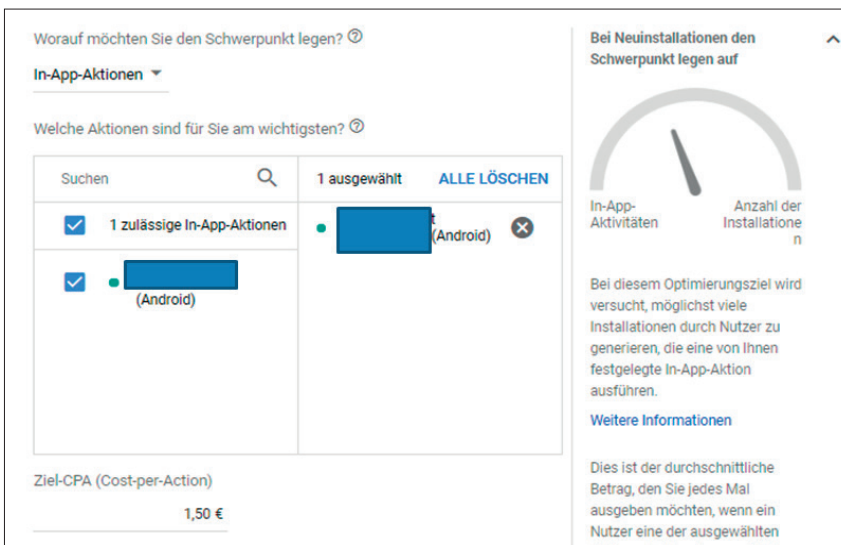 Worauf möchten Sie den Schwerpunkt legen?
In-App-Aktionen
Welche Aktionen sind für Sie am wichtigsten?
Suchen
1 ausgewählt
ALLE LÖSCHEN
1 zulässige In-App-Aktionen
t
(Android)
(Android)
Ziel-CPA (Cost-per-Action)
1,50 €
Bei Neuinstallationen den
Schwerpunkt legen auf
In-App-
Aktivitäten
Anzahl der
Installatione
n
Bei diesem Optimierungsziel wird
versucht, möglichst viele
Installationen durch Nutzer zu
generieren, die eine von Ihnen
festgelegte In-App-Aktion
ausführen.
Weitere Informationen
Dies ist der durchschnittliche
Betrag, den Sie jedes Mal
ausgeben möchten, wenn ein
Nutzer eine der ausgewählten